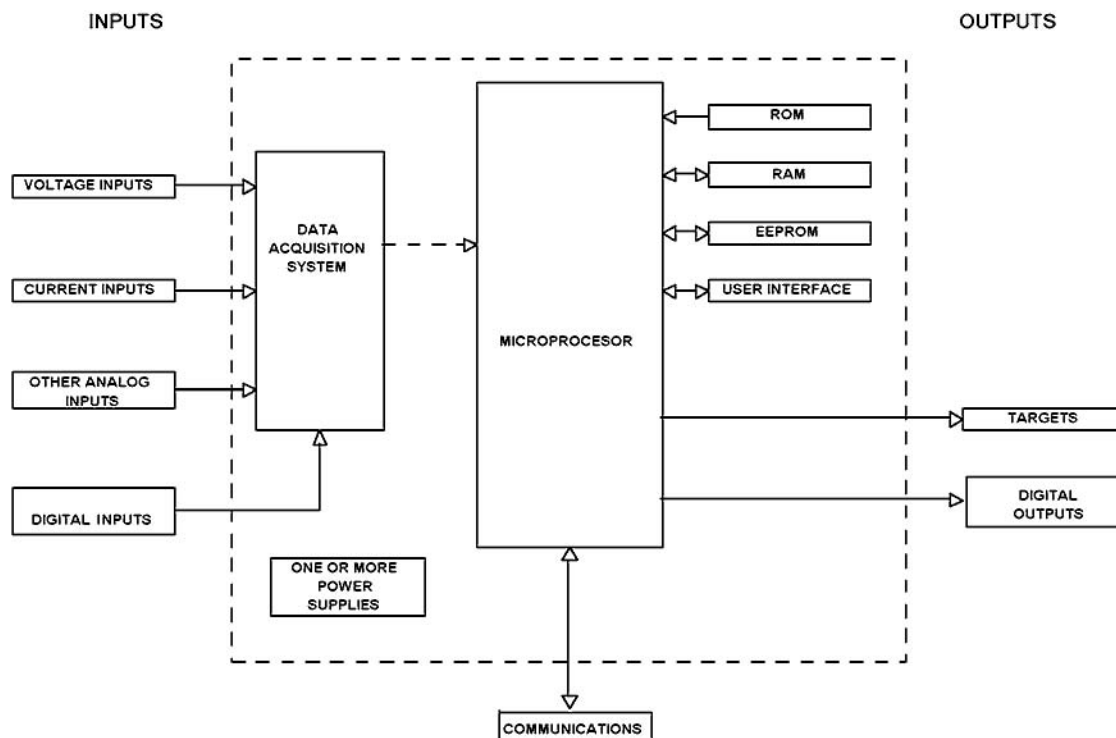 INPUTS
OUTPUTS
ROM
RAM
EEPROM
USER INTERFACE
VOLTAGE INPUTS
CURRENT INPUTS
OTHER ANALOG
INPUTS
DIGITAL INPUTS
DATA
ACQUISITION
SYSTEM
MICROPROCESOR
TARGETS
DIGITAL
OUTPUTS
ONE OR MORE
POWER
SUPPLIES
COMMUNICATIONS